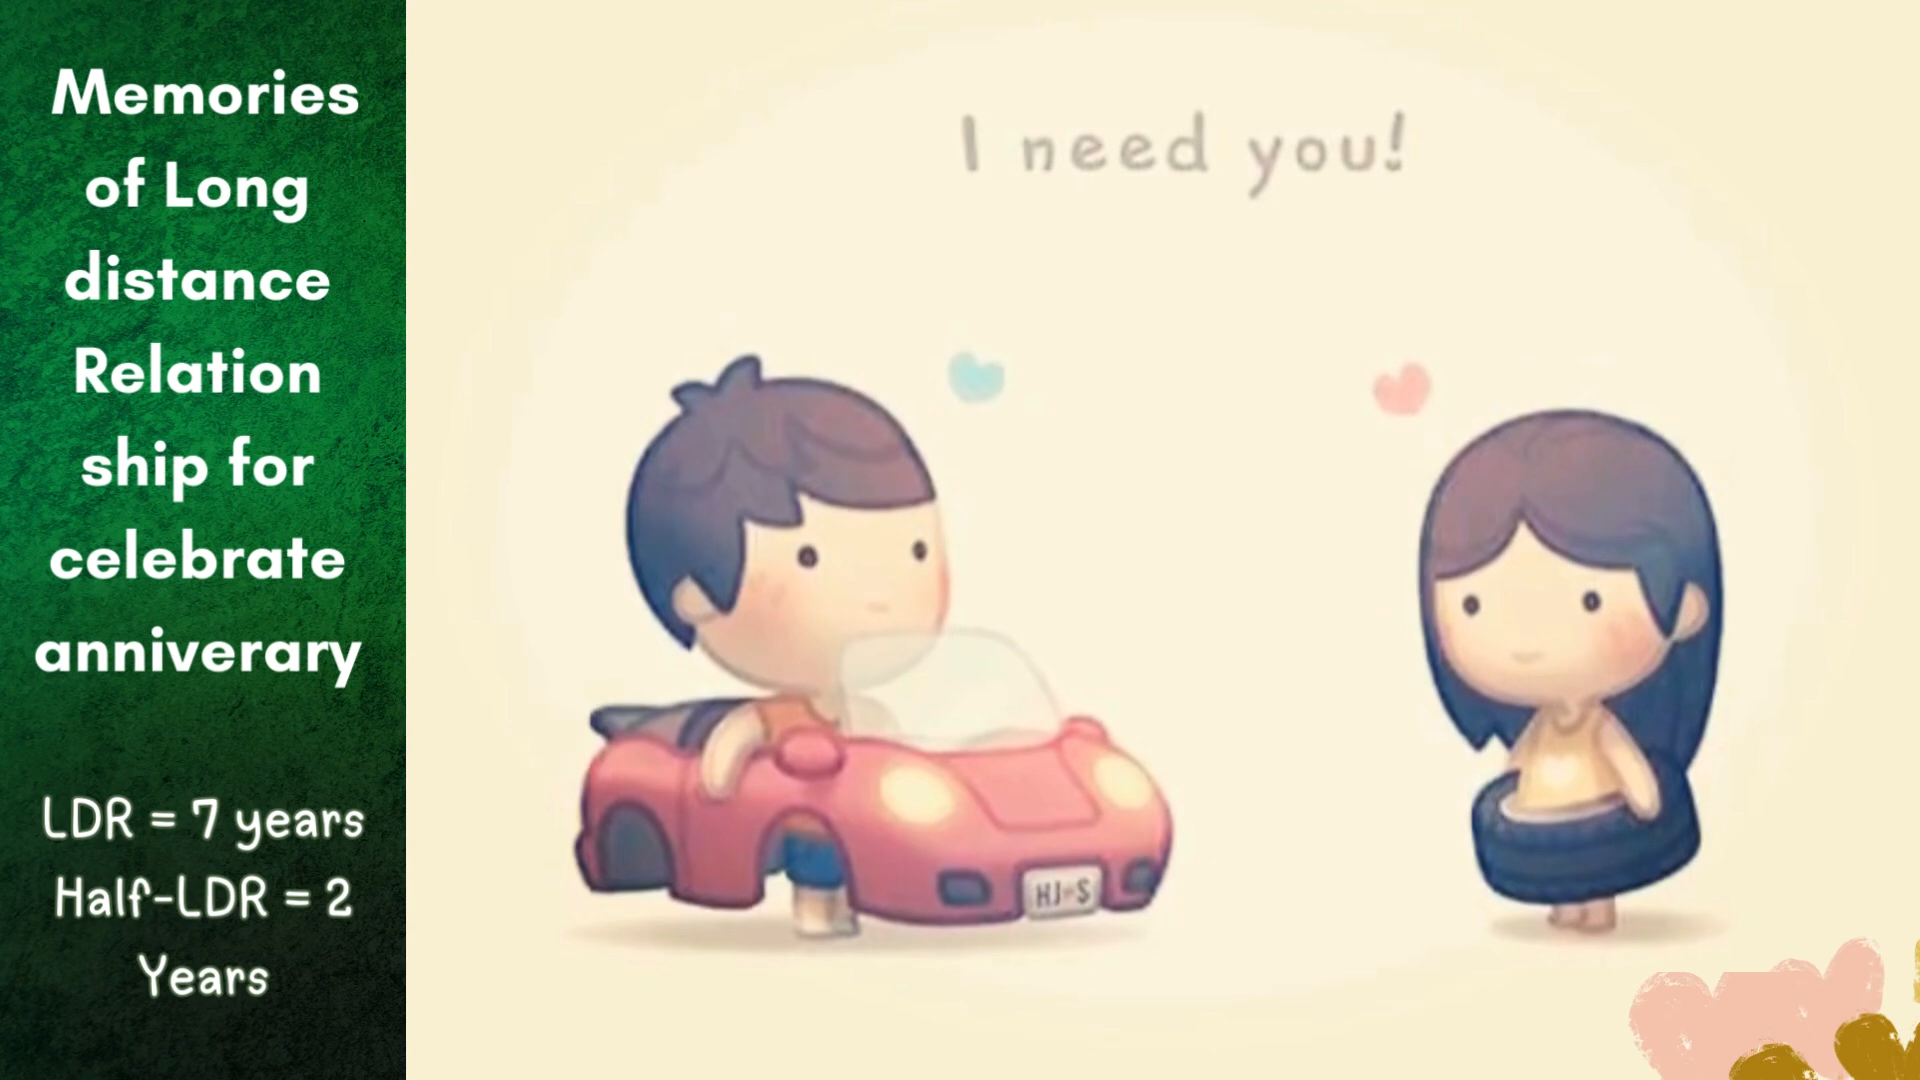 Memories
of Long
distance
Relation
ship for
celebrate
anniverary
LDR = 7 years
Half-LDR = 2
Years
I need you!
HJ-S